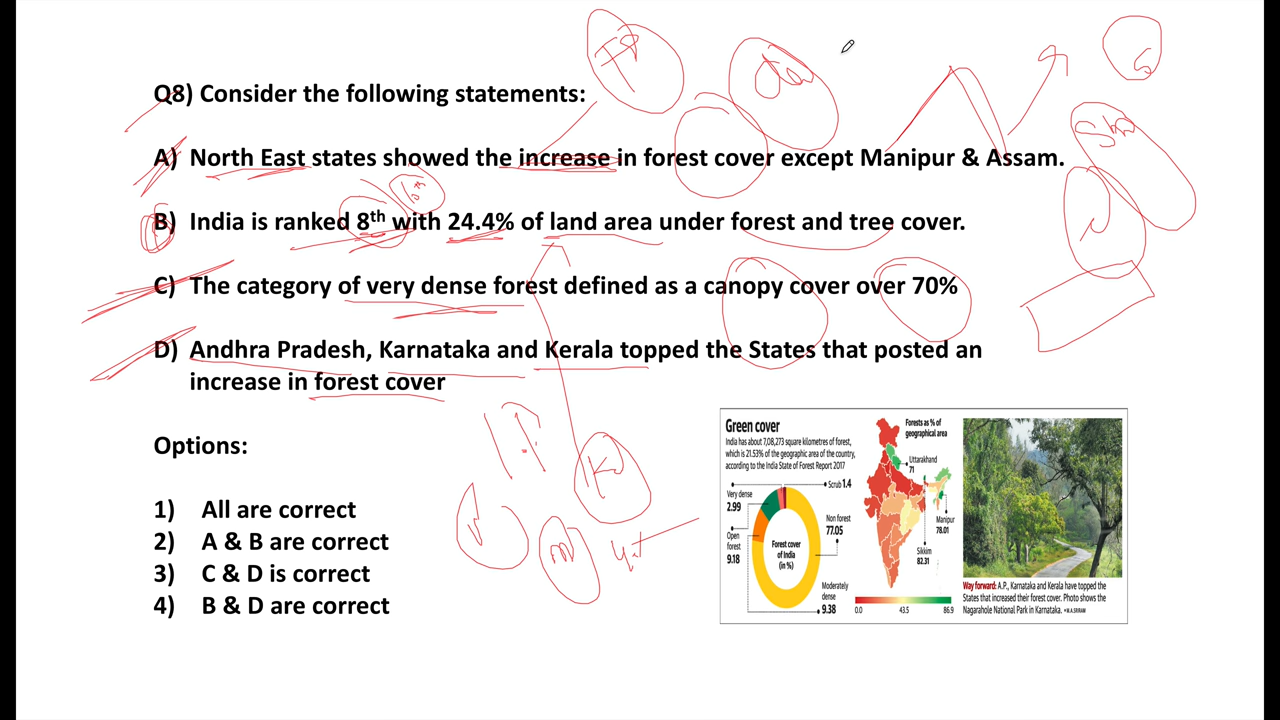 Q8) Consider the following statements:
A) North East states showed the increase in forest cover except Manipur & Assam.
10th
B) India is ranked 8th with 24.4% of land area under forest and tree cover.
C) The category of very dense forest defined as a canopy cover over 70%
D) Andhra Pradesh, Karnataka and Kerala topped the States that posted an
increase in forest cover
Options:
1) All are correct
2) A & B are correct
3) C & D is correct
4) B & D are correct
Green cover
India has about 7,08,273 square kilometres of forest,
which is 21.53% of the geographic area of the country,
according to the India State of Forest Report 2017
Very dense
2.99
Scrub 1.4
Open
forest
9.18
Non forest
77.05
Forest cover
of India
(in %)
Moderately
dense
9.38
Forests as % of
geographical area
Uttarakhand
71
Manipur
78.01
Sikkim
82.31
0.0 43.5 86.9
Way forward: A.P., Karnataka and Kerala have topped the
States that increased their forest cover. Photo shows the
Nagarahole National Park in Karnataka. • M.A.SRIRAM